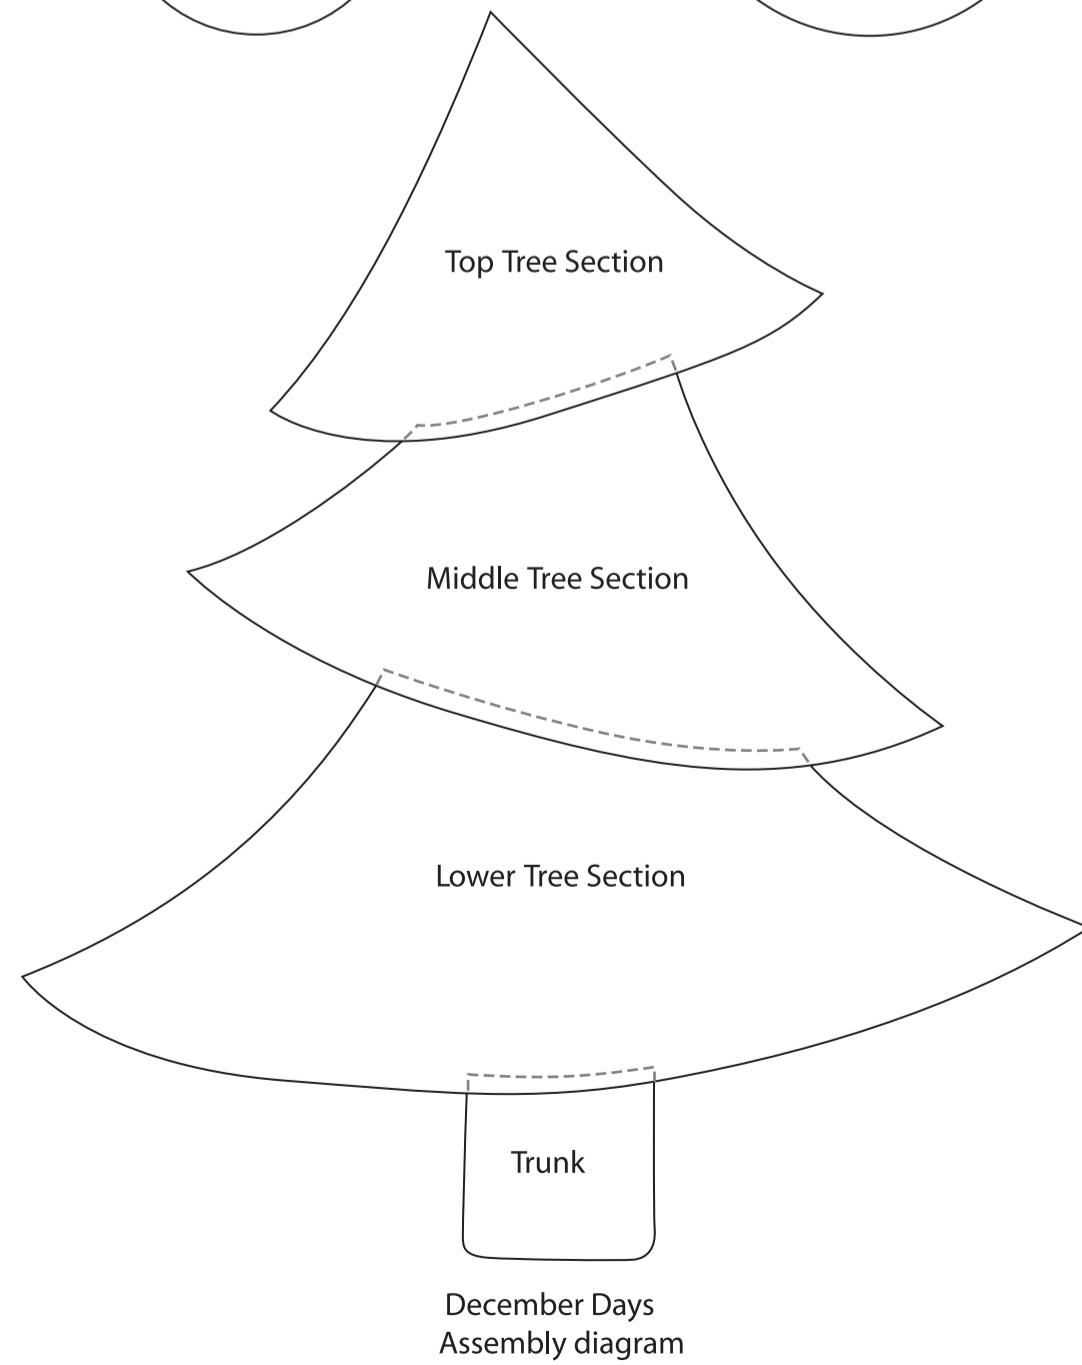 Top Tree Section
Middle Tree Section
Lower Tree Section
Trunk
December Days
Assembly diagram